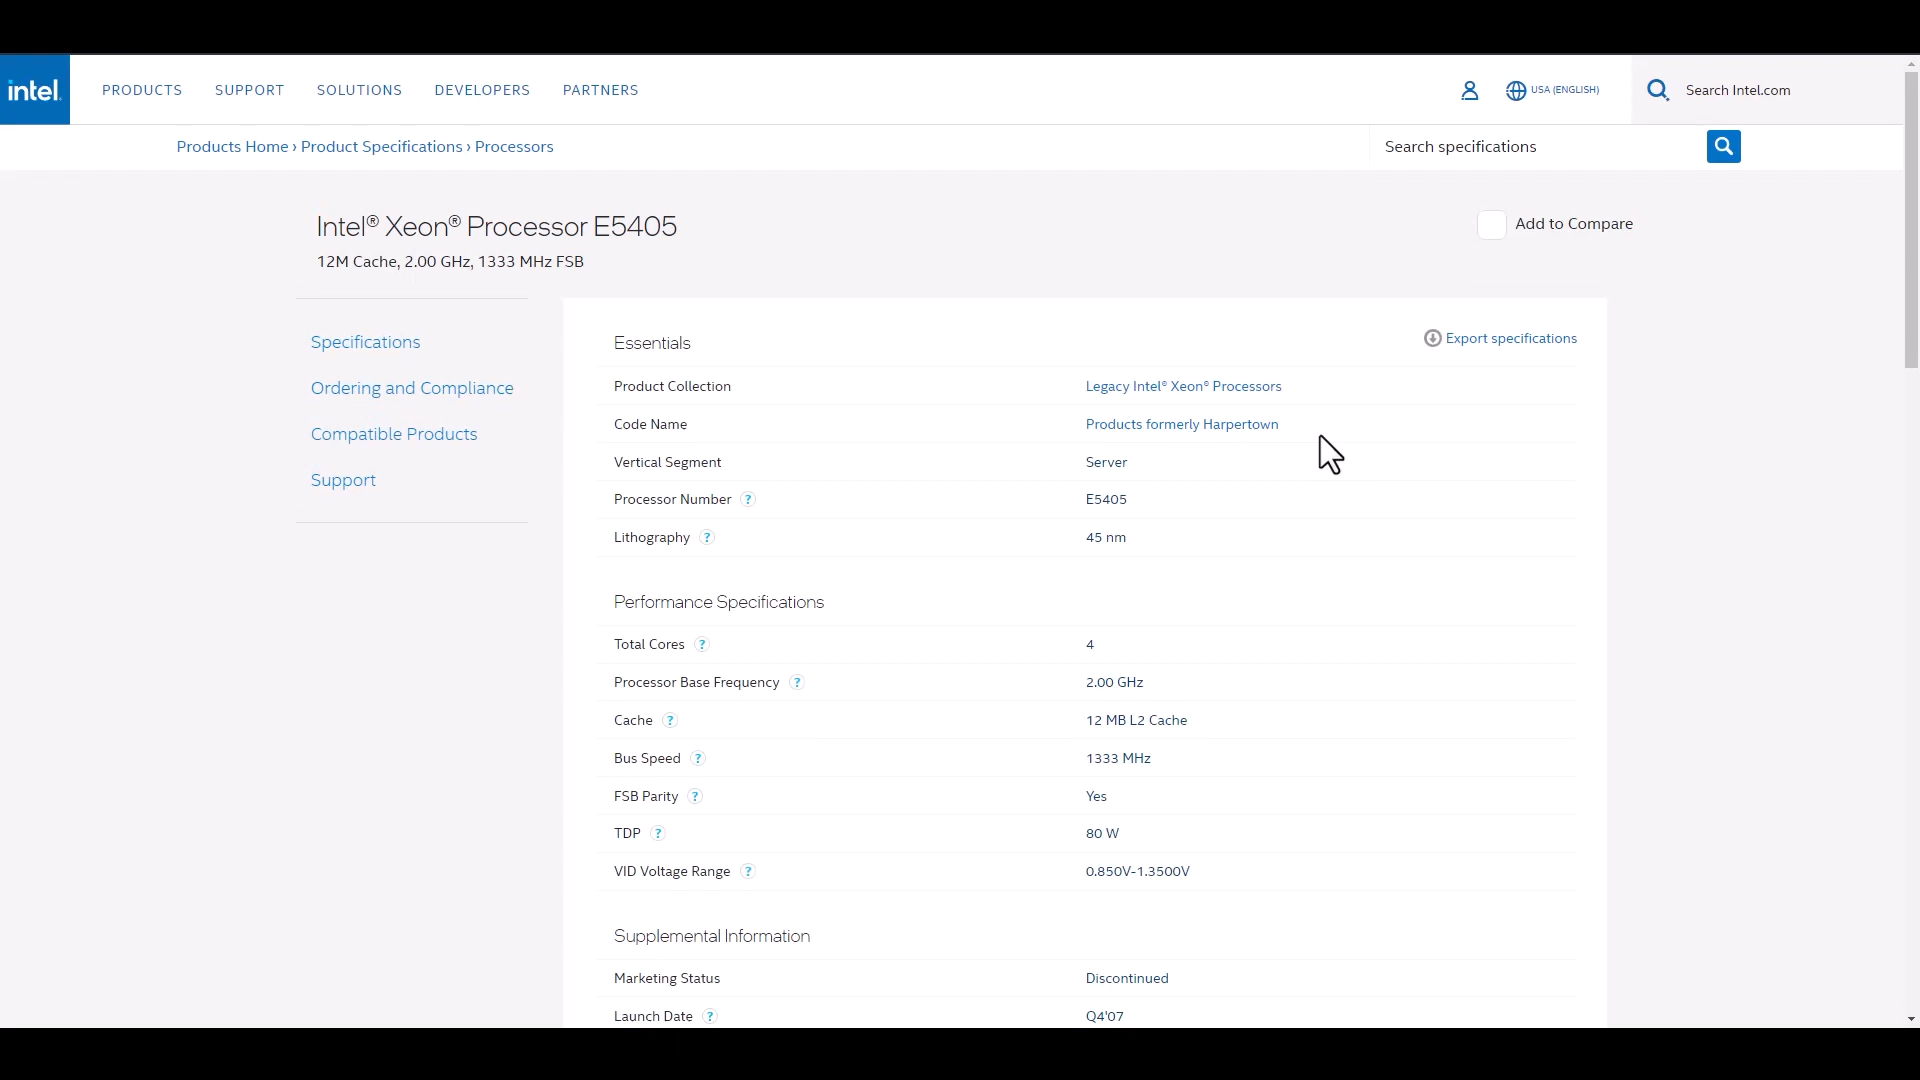 intel.
PRODUCTS SUPPORT SOLUTIONS DEVELOPERS PARTNERS
USA (ENGLISH)
Search Intel.com
Products Home › Product Specifications › Processors
Search specifications
Intel® Xeon® Processor E5405
Add to Compare
12M Cache, 2.00 GHz, 1333 MHz FSB
Specifications
Ordering and Compliance
Compatible Products
Support
Essentials
Export specifications
Product Collection Legacy Intel® Xeon® Processors
Code Name Products formerly Harpertown
Vertical Segment Server
Processor Number ? E5405
Lithography ? 45 nm
Performance Specifications
Total Cores ? 4
Processor Base Frequency ? 2.00 GHz
Cache ? 12 MB L2 Cache
Bus Speed ? 1333 MHz
FSB Parity ? Yes
TDP ? 80 W
VID Voltage Range ? 0.850V-1.3500V
Supplemental Information
Marketing Status Discontinued
Launch Date ? Q4'07